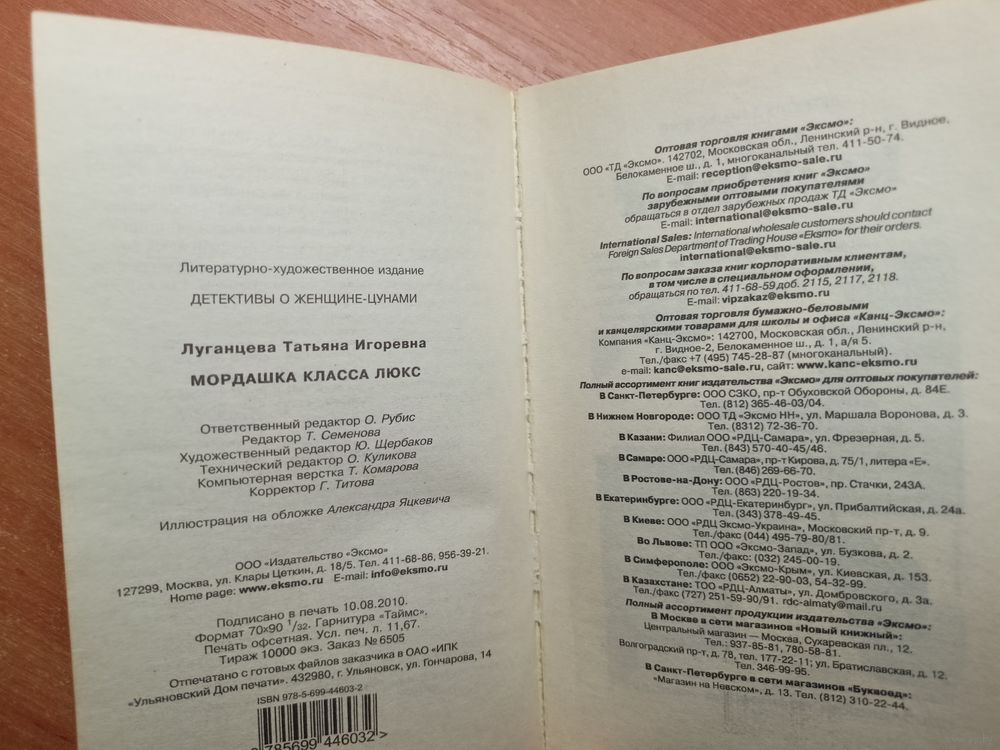 Литературно-художественное издание
ДЕТЕКТИВЫ О ЖЕНЩИНЕ-ЦУНАМИ
Луганцева Татьяна Игоревна
МОРДАШКА КЛАССА ЛЮКС
Ответственный редактор О. Рубис
Редактор Т. Семенова
Художественный редактор Ю. Щербаков
Технический редактор О. Куликова
Компьютерная верстка Т. Комарова
Корректор Г. Титова
Иллюстрация на обложке Александра Яцкевича
ООО «Издательство «Эксмо»
127299, Москва, ул. Клары Цеткин, д. 18/5. Тел. 411-68-86, 956-39-21.
Home page: www.eksmo.ru E-mail: info@eksmo.ru
Подписано в печать 10.08.2010.
Формат 70×90 1/32. Гарнитура «Таймс».
Печать офсетная. Усл. печ. л. 11,67.
Тираж 10000 экз. Заказ № 6505
Отпечатано с готовых файлов заказчика в ОАО «ИПК
«Ульяновский Дом печати». 432980, г. Ульяновск, ул. Гончарова, 14
ISBN 978-5-699-44603-2
785699 446032>
Оптовая торговля книгами «Эксмо»:
ООО «ТД «Эксмо». 142702, Московская обл., Ленинский р-н, г. Видное,
Белокаменное ш., д. 1, многоканальный тел. 411-50-74.
E-mail: reception@eksmo-sale.ru
По вопросам приобретения книг «Эксмо»
зарубежными оптовыми покупателями
обращаться в отдел зарубежных продаж ТД «Эксмо»
E-mail: international@eksmo-sale.ru
International Sales: International wholesale customers should contact
Foreign Sales Department of Trading House «Eksmo» for their orders.
international@eksmo-sale.ru
По вопросам заказа книг корпоративным клиентам,
в том числе в специальном оформлении,
обращаться по тел. 411-68-59 доб. 2115, 2117, 2118.
E-mail: vipzakaz@eksmo.ru
Оптовая торговля бумажно-беловыми
и канцелярскими товарами для школы и офиса «Канц-Эксмо»:
Компания «Канц-Эксмо»: 142700, Московская обл., Ленинский р-н,
г. Видное-2, Белокаменное ш., д. 1, а/я 5.
Тел./факс +7 (495) 745-28-87 (многоканальный).
e-mail: kanc@eksmo-sale.ru, сайт: www.kanc-eksmo.ru
Полный ассортимент книг издательства «Эксмо» для оптовых покупателей:
В Санкт-Петербурге: ООО СЗКО, пр-т Обуховской Обороны, д. 84Е.
Тел. (812) 365-46-03/04.
В Нижнем Новгороде: ООО ТД «Эксмо НН», ул. Маршала Воронова, д. 3.
Тел. (8312) 72-36-70.
В Казани: Филиал ООО «РДЦ-Самара», ул. Фрезерная, д. 5.
Тел. (843) 570-40-45/46.
В Самаре: ООО «РДЦ-Самара», пр-т Кирова, д. 75/1, литера «Е».
Тел. (846) 269-66-70.
В Ростове-на-Дону: ООО «РДЦ-Ростов», пр. Стачки, 243А.
Тел. (863) 220-19-34.
В Екатеринбурге: ООО «РДЦ-Екатеринбург», ул. Прибалтийская, д. 24а.
Тел. (343) 378-49-45.
В Киеве: ООО «РДЦ Эксмо-Украина», Московский пр-т, д. 9.
Тел./факс (044) 495-79-80/81.
Во Львове: ТП ООО «Эксмо-Запад», ул. Бузкова, д. 2.
Тел./факс: (032) 245-00-19.
В Симферополе: ООО «Эксмо-Крым», ул. Киевская, д. 153.
Тел./факс (0652) 22-90-03, 54-32-99.
В Казахстане: ТОО «РДЦ-Алматы», ул. Домбровского, д. 3а.
Тел./факс (727) 251-59-90/91. rdc-almaty@mail.ru
Полный ассортимент продукции издательства «Эксмо»:
В Москве в сети магазинов «Новый книжный»:
Центральный магазин — Москва, Сухаревская пл., 12.
Тел.: 937-85-81, 780-58-81.
Волгоградский пр-т, д. 78, тел. 177-22-11; ул. Братиславская, д. 12.
Тел. 346-99-95.
В Санкт-Петербурге в сети магазинов «Буквоед»:
«Магазин на Невском», д. 13. Тел. (812) 310-22-44.